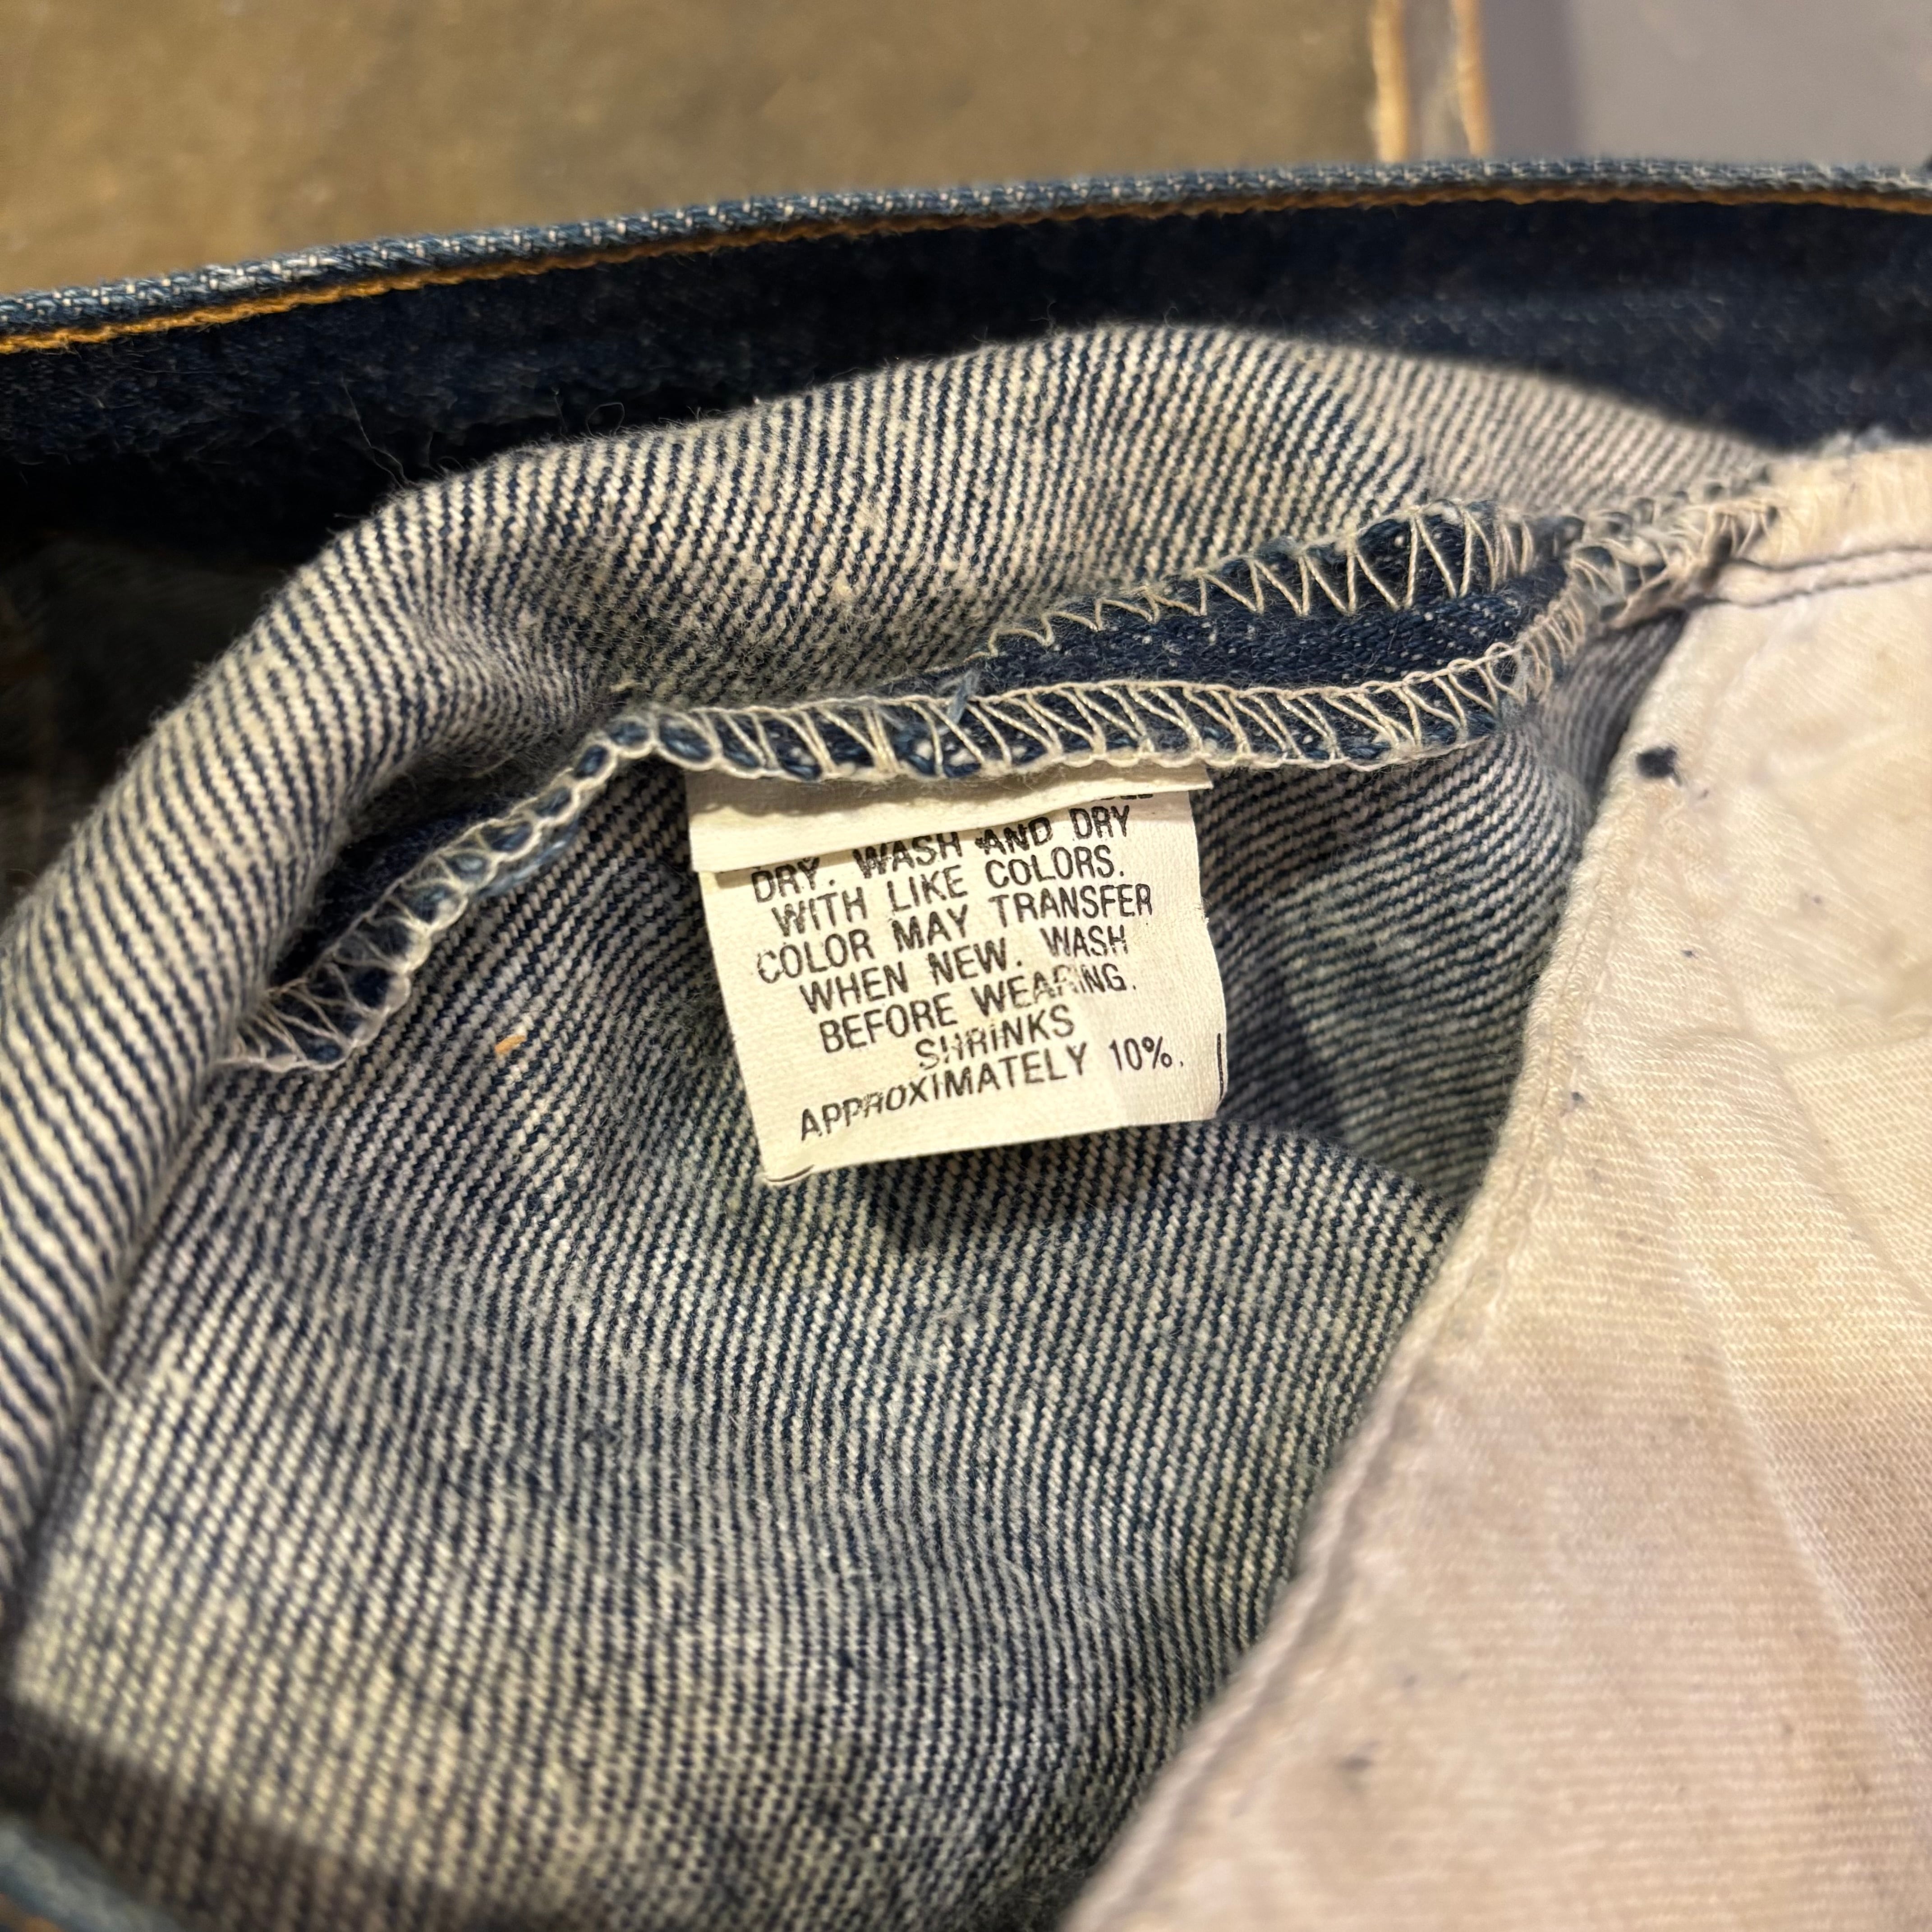 DRY. WASH AND DRY
WITH LIKE COLORS.
COLOR MAY TRANSFER
WHEN NEW. WASH
BEFORE WEARING.
SHRINKS
APPROXIMATELY 10%.